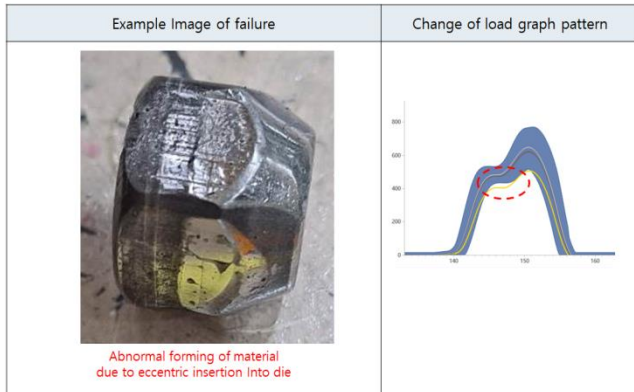 Example Image of failure
Change of load graph pattern
Abnormal forming of material
due to eccentric insertion Into die
800
600
400
200
0
140
150
160